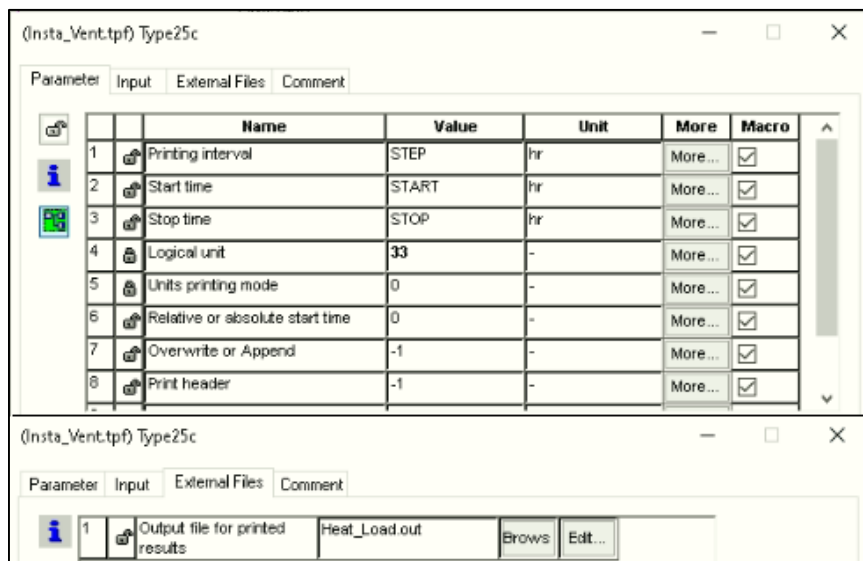 (Insta_Vent.tpf) Type25c
Parameter Input External Files Comment
Name Value Unit More Macro
1 Printing interval STEP hr More...
2 Start time START hr More...
3 Stop time STOP hr More...
4 Logical unit 33 - More...
5 Units printing mode 0 - More...
6 Relative or absolute start time 0 - More...
7 Overwrite or Append -1 - More...
8 Print header -1 - More...
(Insta_Vent.tpf) Type25c
Parameter Input External Files Comment
1 Output file for printed Heat_Load.out Brows Edit...
results